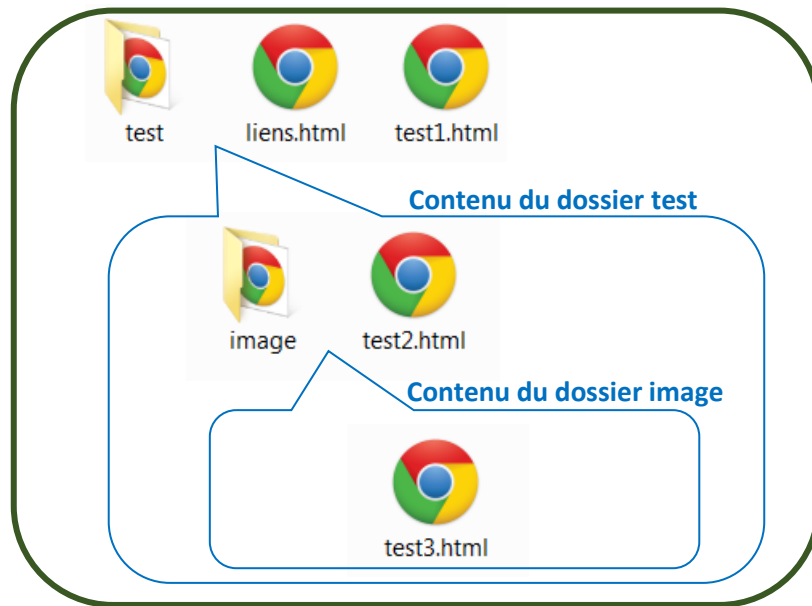 test liens.html test1.html
Contenu du dossier test
image test2.html
Contenu du dossier image
test3.html